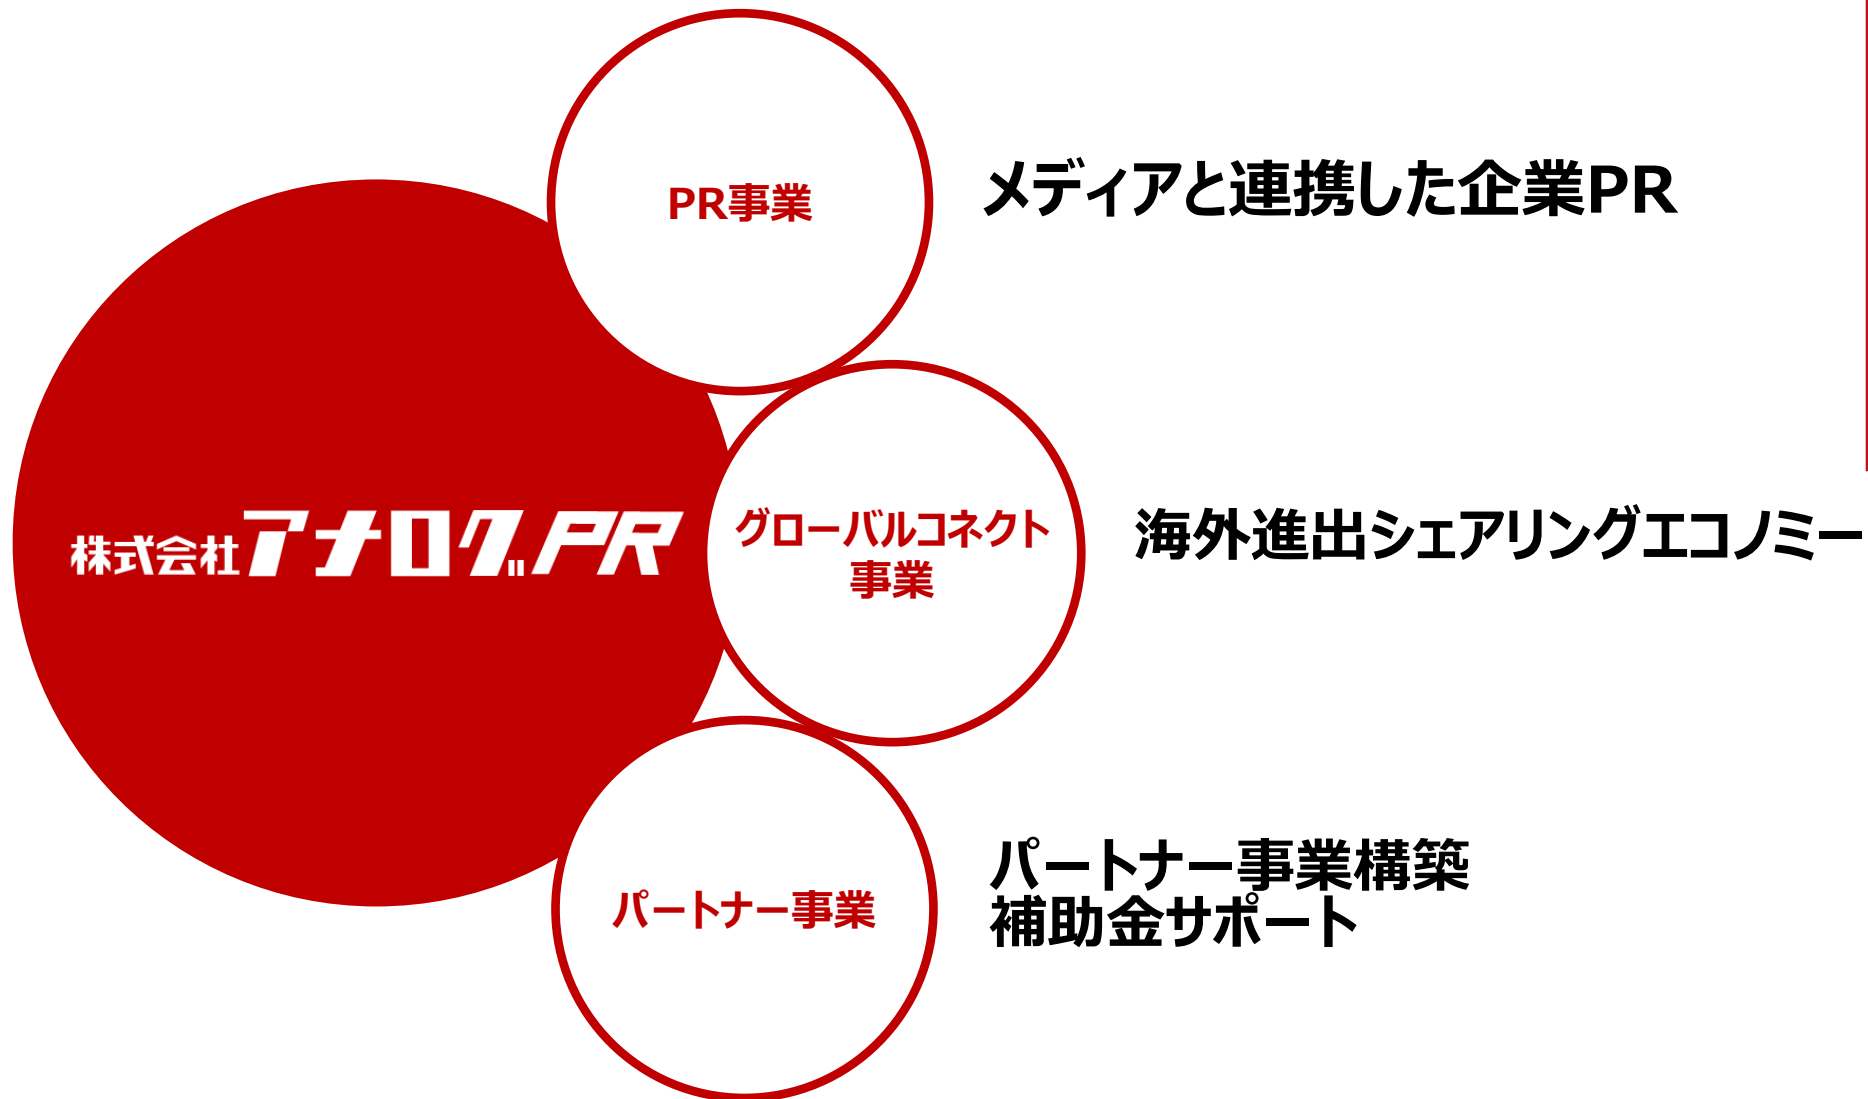 PR事業
メディアと連携した企業PR
株式会社アナログPR
グローバルコネクト
事業
海外進出シェアリングエコノミー
パートナー事業
パートナー事業構築
補助金サポート